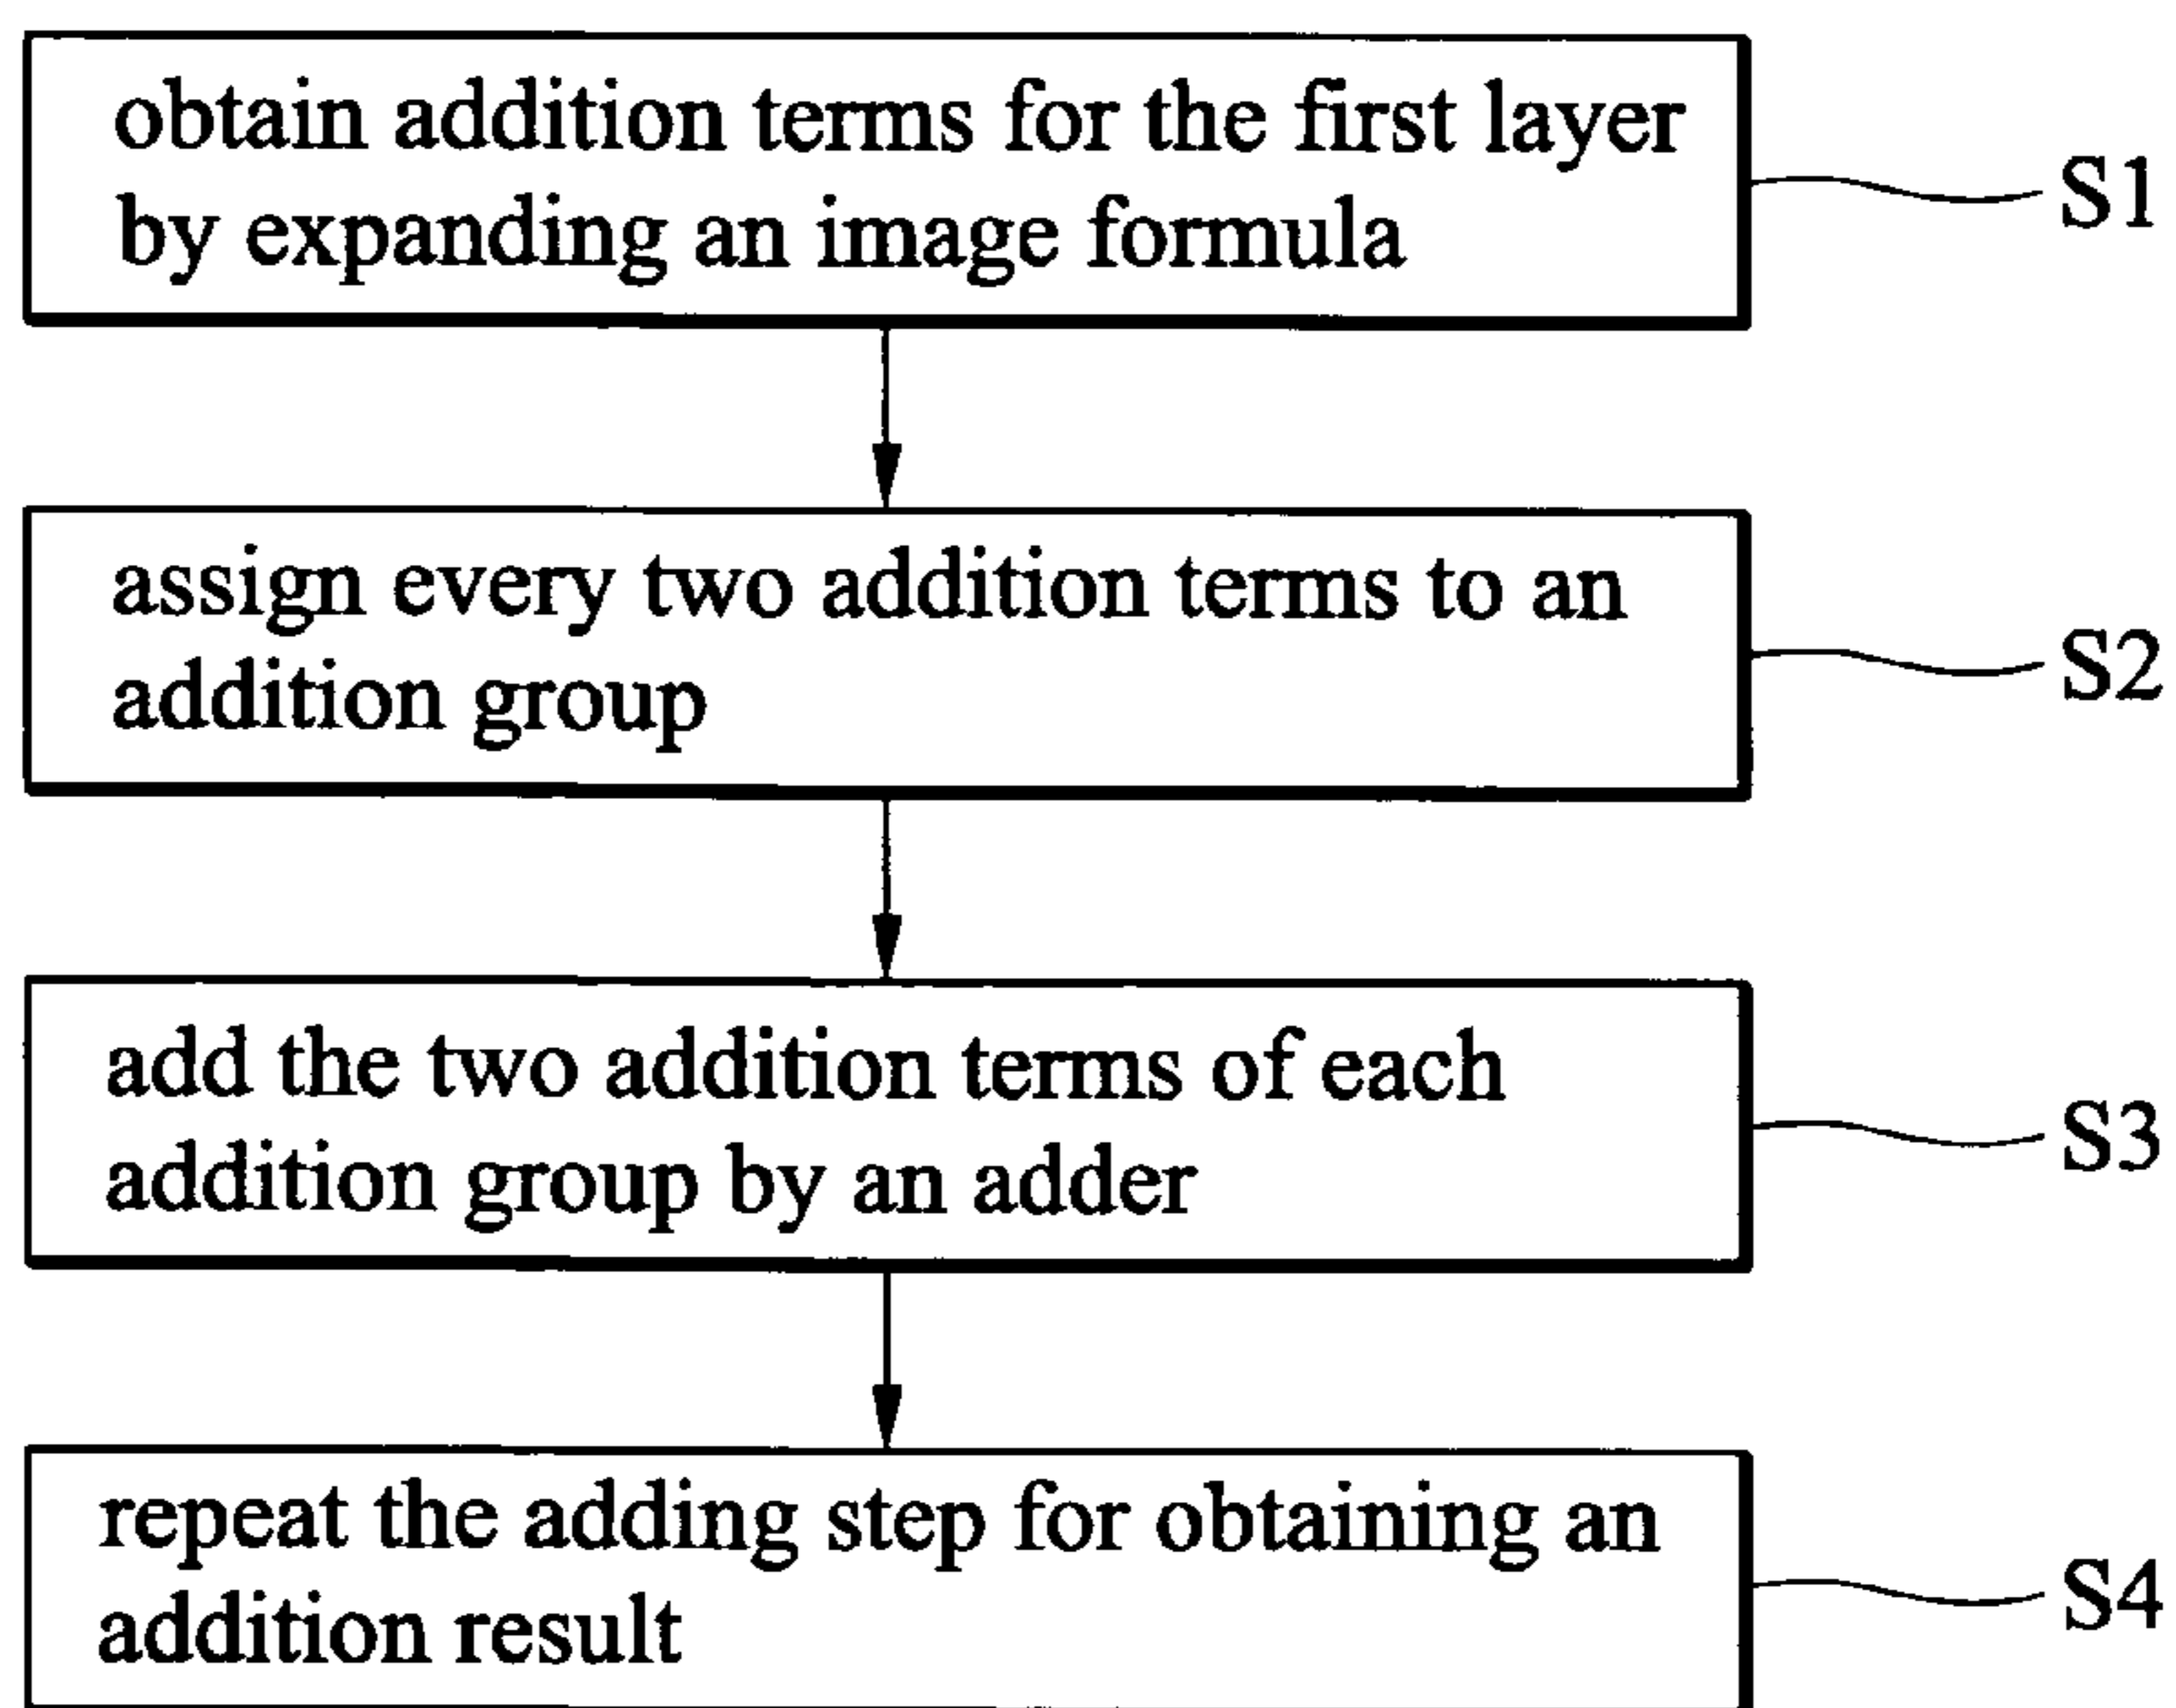 obtain addition terms for the first layer
by expanding an image formula
S1
assign every two addition terms to an
addition group
S2
add the two addition terms of each
addition group by an adder
S3
repeat the adding step for obtaining an
addition result
S4